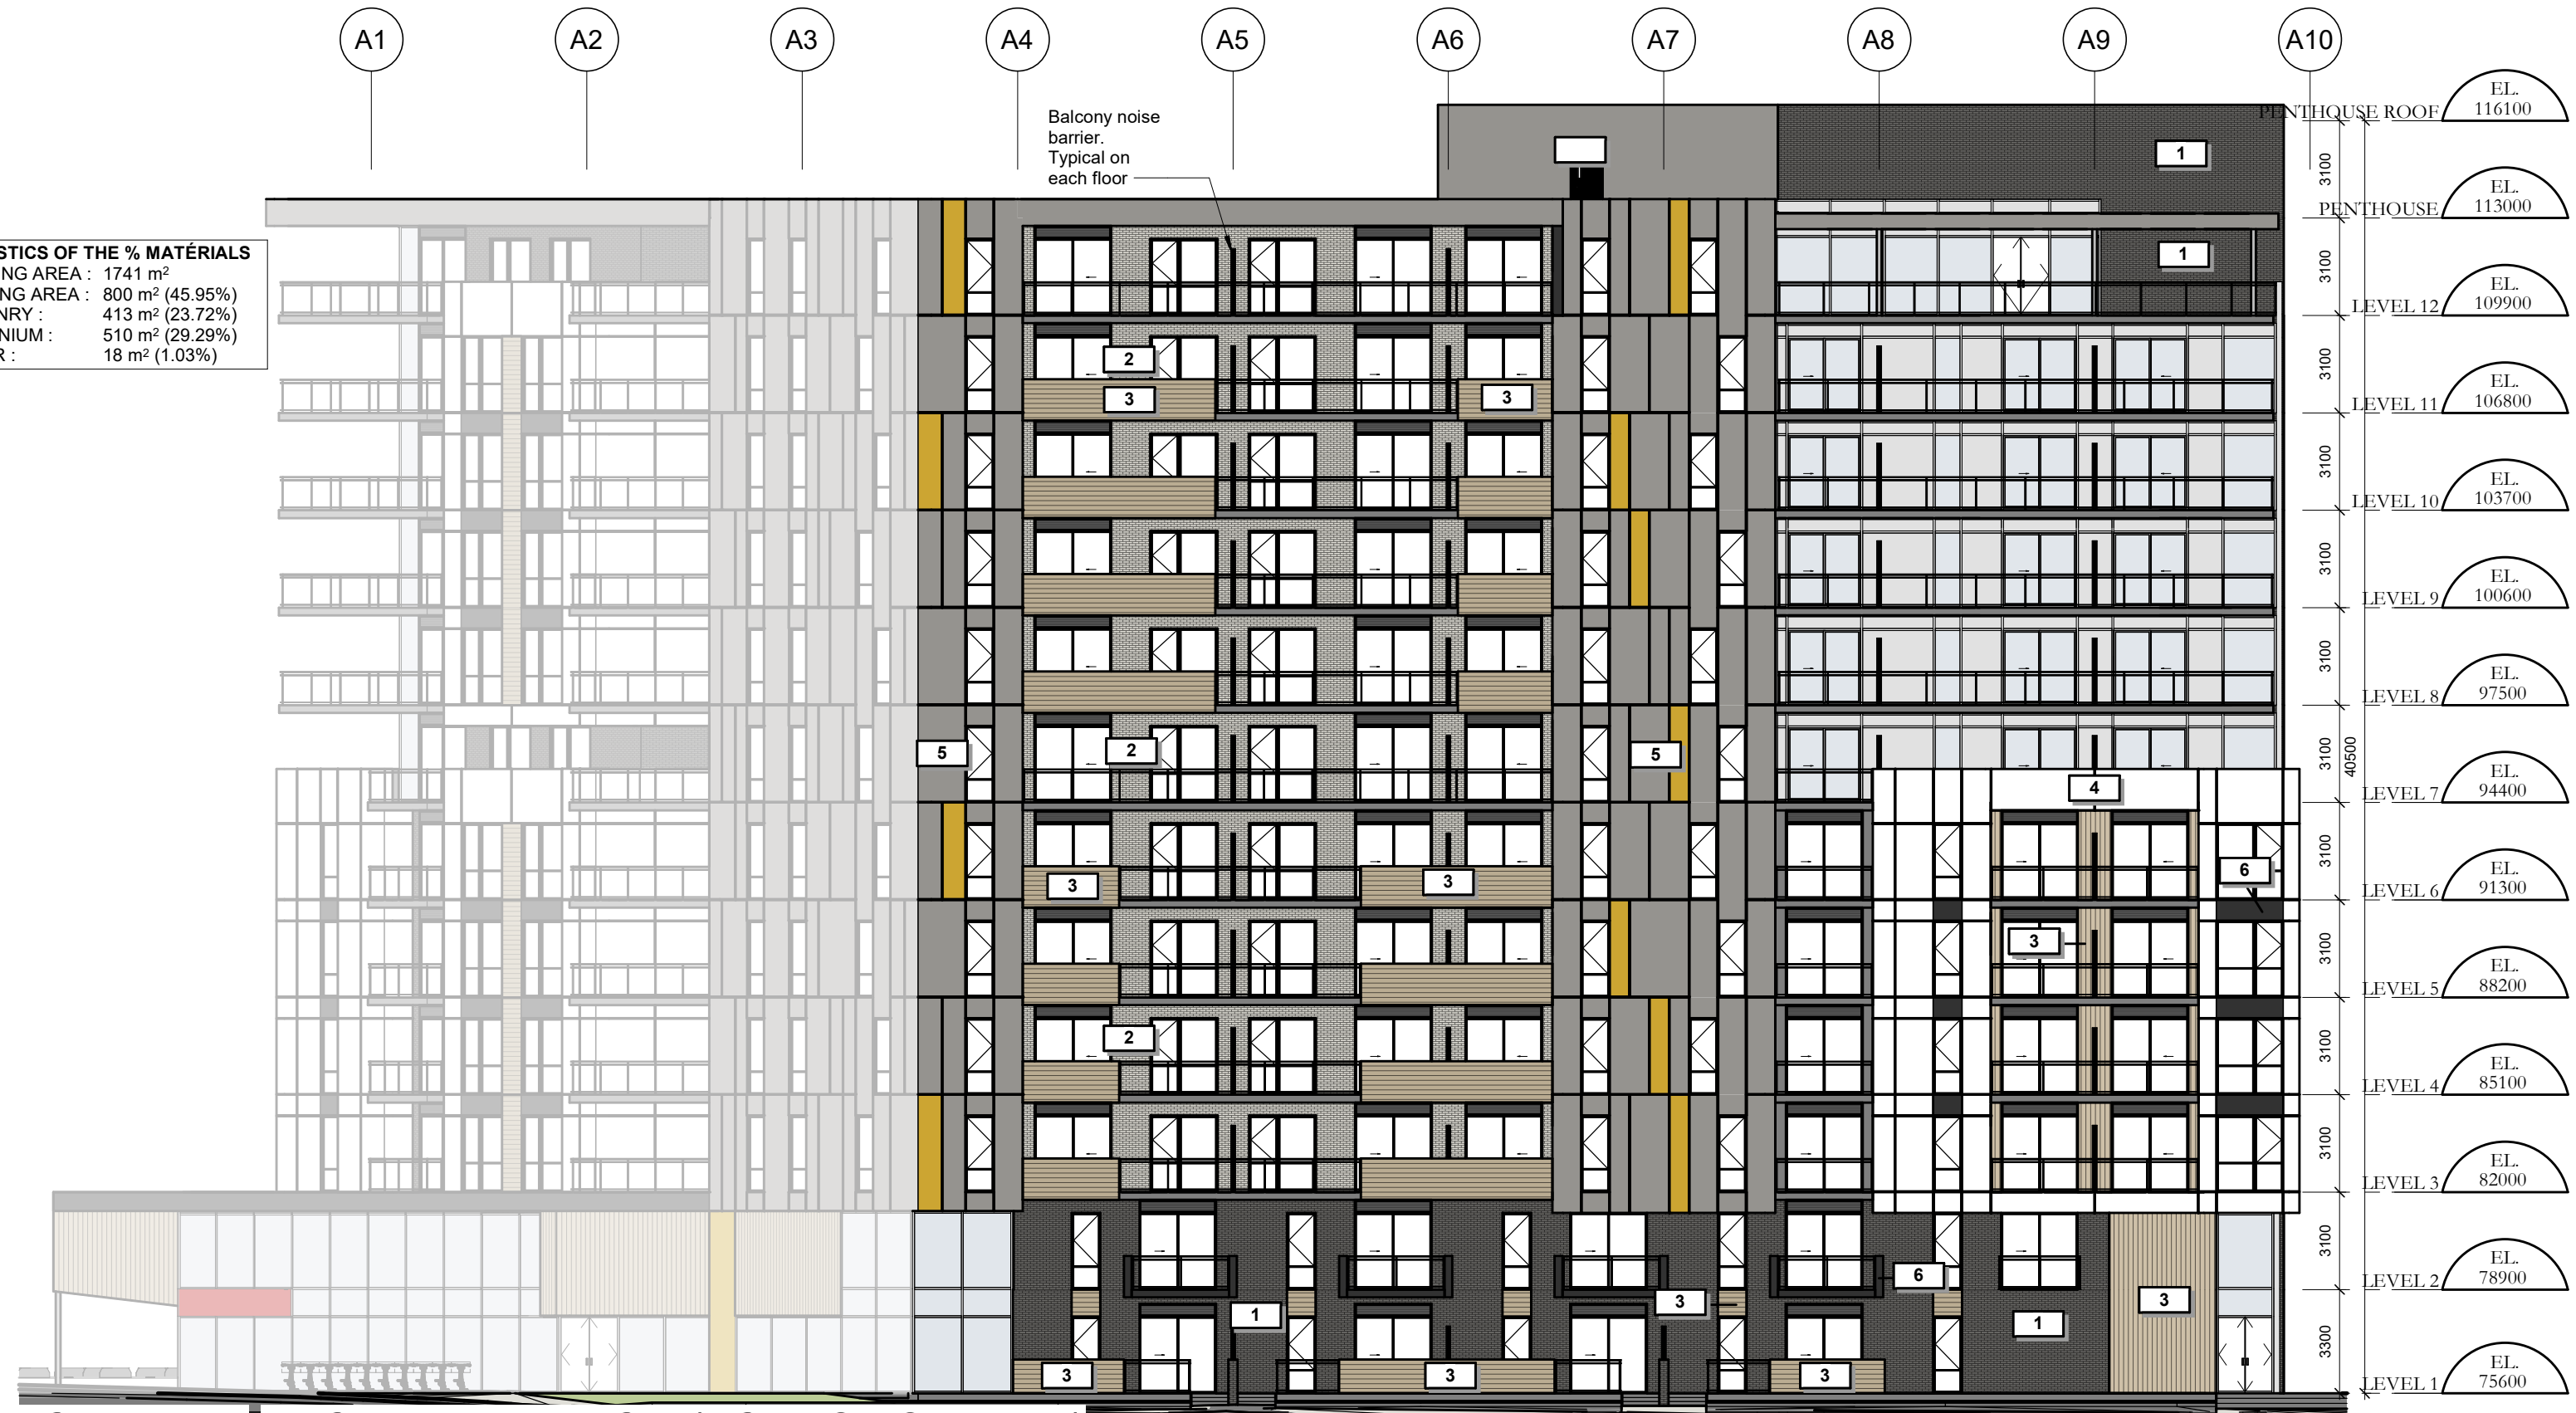 A1 A2 A3 A4 A5 A6 A7 A8 A9 A10
Balcony noise
barrier.
Typical on
each floor
STICS OF THE % MATÉRIALS
NG AREA : 1741 m²
NG AREA : 800 m² (45.95%)
NRY : 413 m² (23.72%)
NIUM : 510 m² (29.29%)
R : 18 m² (1.03%)
PENTHOUSE ROOF EL. 116100
1
3100
PENTHOUSE EL. 113000
1
3100
LEVEL 12 EL. 109900
2
3 3
3100
LEVEL 11 EL. 106800
3100
LEVEL 10 EL. 103700
3100
LEVEL 9 EL. 100600
3100
LEVEL 8 EL. 97500
5 2 5 4
3100
40500
LEVEL 7 EL. 94400
3 3 6
3100
LEVEL 6 EL. 91300
3
3100
LEVEL 5 EL. 88200
2
3100
LEVEL 4 EL. 85100
3100
LEVEL 3 EL. 82000
3100
6
LEVEL 2 EL. 78900
1 3 1 3
3300
3 3 3
LEVEL 1 EL. 75600